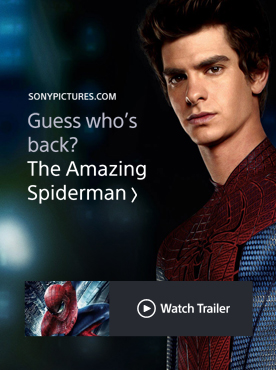 SONYPICTURES.COM
Guess who's
back?
The Amazing
Spiderman ⟩
Watch Trailer